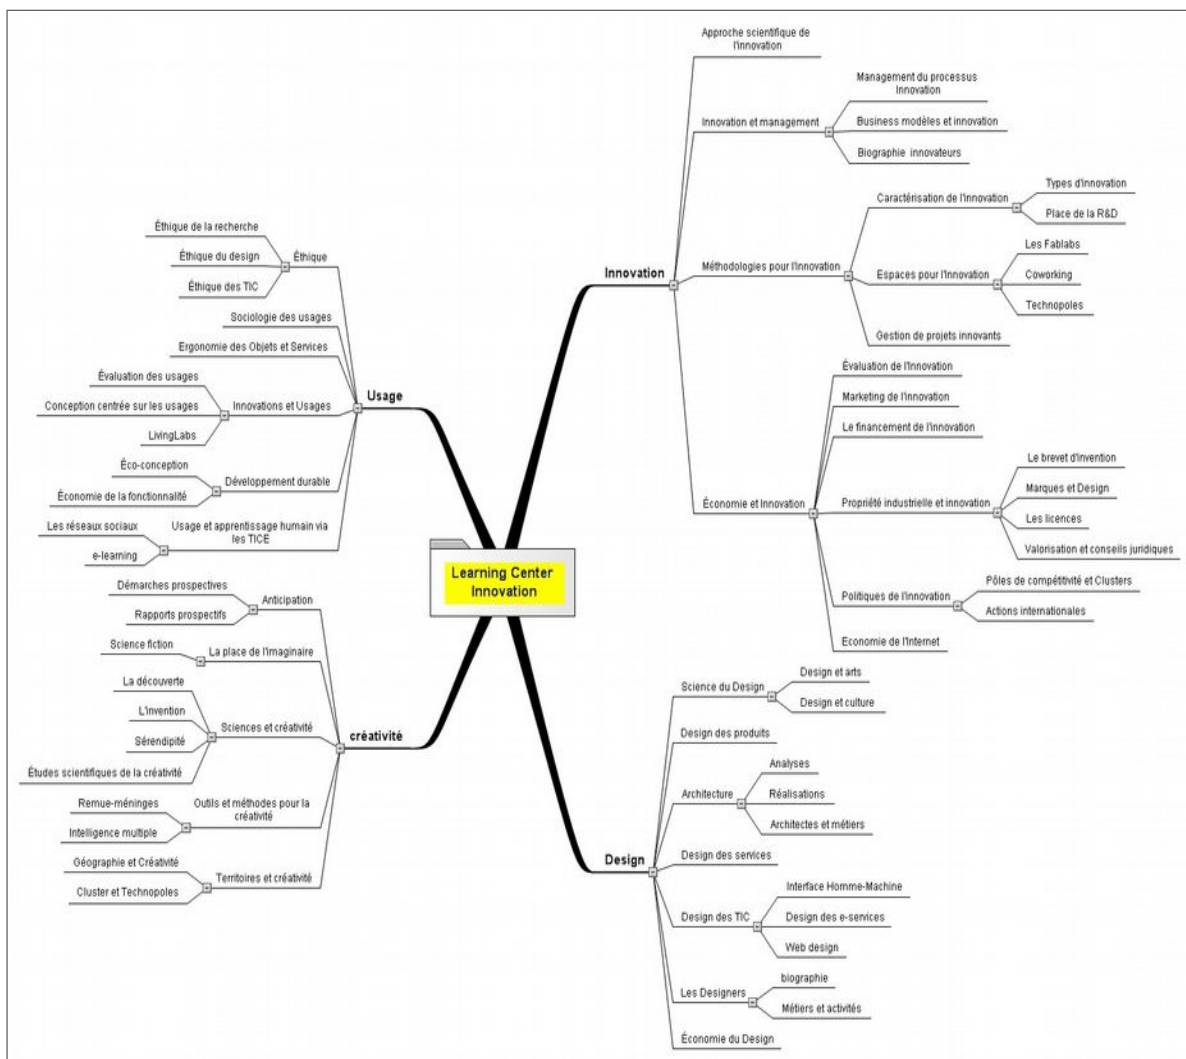 Learning Center
Innovation
Innovation
Approche scientifique de
l'innovation
Innovation et management
Management du processus
Innovation
Business modèles et innovation
Biographie innovateurs
Méthodologies pour l'Innovation
Caractérisation de l'innovation
Types d'innovation
Place de la R&D
Espaces pour l'Innovation
Les Fablabs
Coworking
Technopoles
Gestion de projets innovants
Économie et Innovation
Évaluation de l'Innovation
Marketing de l'innovation
Le financement de l'innovation
Propriété industrielle et innovation
Le brevet d'invention
Marques et Design
Les licences
Valorisation et conseils juridiques
Politiques de l'innovation
Pôles de compétitivité et Clusters
Actions internationales
Economie de l'Internet
Design
Science du Design
Design et arts
Design et culture
Design des produits
Architecture
Analyses
Réalisations
Architectes et métiers
Design des services
Design des TIC
Interface Homme-Machine
Design des e-services
Web design
Les Designers
biographie
Métiers et activités
Économie du Design
Usage
Éthique
Éthique de la recherche
Éthique du design
Éthique des TIC
Sociologie des usages
Ergonomie des Objets et Services
Innovations et Usages
Évaluation des usages
Conception centrée sur les usages
LivingLabs
Développement durable
Éco-conception
Économie de la fonctionnalité
Usage et apprentissage humain via
les TICE
Les réseaux sociaux
e-learning
créativité
Anticipation
Démarches prospectives
Rapports prospectifs
La place de l'imaginaire
Science fiction
Sciences et créativité
La découverte
L'invention
Sérendipité
Études scientifiques de la créativité
Outils et méthodes pour la
créativité
Remue-méninges
Intelligence multiple
Territoires et créativité
Géographie et Créativité
Cluster et Technopoles